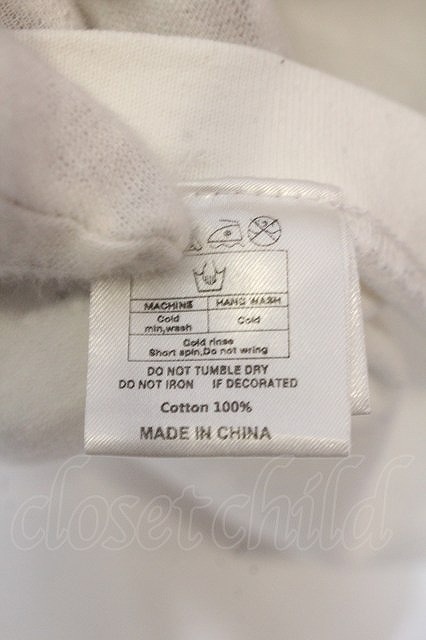 MACHINE HAND WASH
Cold Cold
min,wash
Cold rinse
Short spin,Do not wring
DO NOT TUMBLE DRY
DO NOT IRON IF DECORATED
Cotton 100%
MADE IN CHINA
closet child